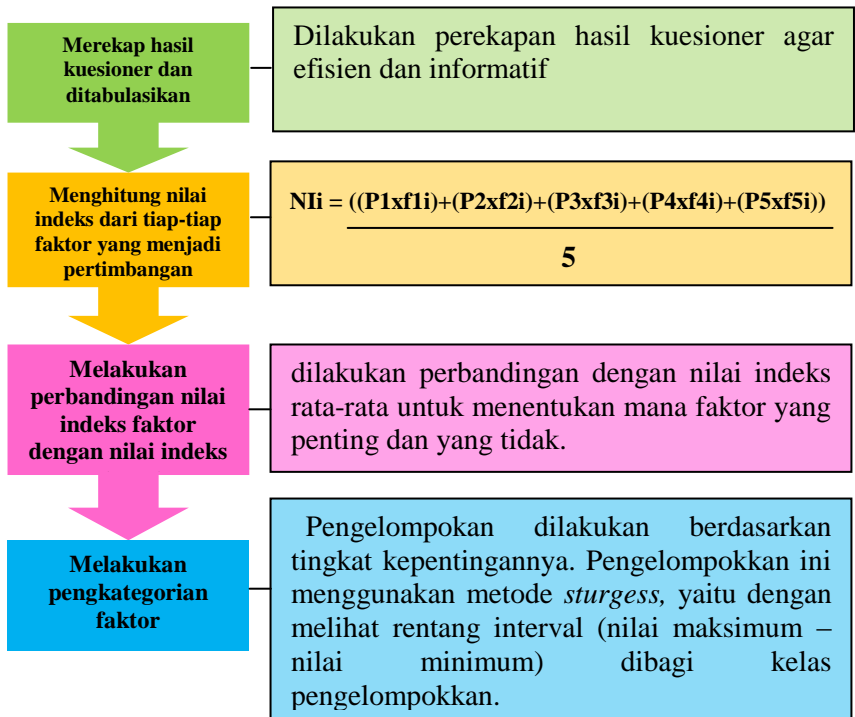 Merekap hasil
kuesioner dan
ditabulasikan
Dilakukan perekapan hasil kuesioner agar
efisien dan informatif
Menghitung nilai
indeks dari tiap-tiap
faktor yang menjadi
pertimbangan
NIi = ((P1xf1i)+(P2xf2i)+(P3xf3i)+(P4xf4i)+(P5xf5i))
5
Melakukan
perbandingan nilai
indeks faktor
dengan nilai indeks
dilakukan perbandingan dengan nilai indeks
rata-rata untuk menentukan mana faktor yang
penting dan yang tidak.
Melakukan
pengkategorian
faktor
Pengelompokan dilakukan berdasarkan
tingkat kepentingannya. Pengelompokkan ini
menggunakan metode sturgess, yaitu dengan
melihat rentang interval (nilai maksimum –
nilai minimum) dibagi kelas
pengelompokkan.